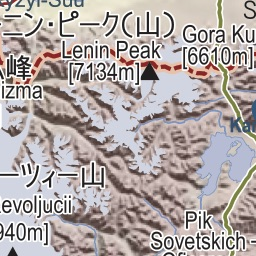 ニン・ピーク(山)
Lenin Peak
[7134m]
Gora Ku
[6610m]
峰
ーツィー山
evoljucii
940m]
Pik
Sovetskich